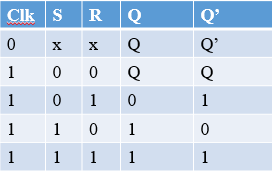 Clk S R Q Q’
0 x x Q Q’
1 0 0 Q Q
1 0 1 0 1
1 1 0 1 0
1 1 1 1 1